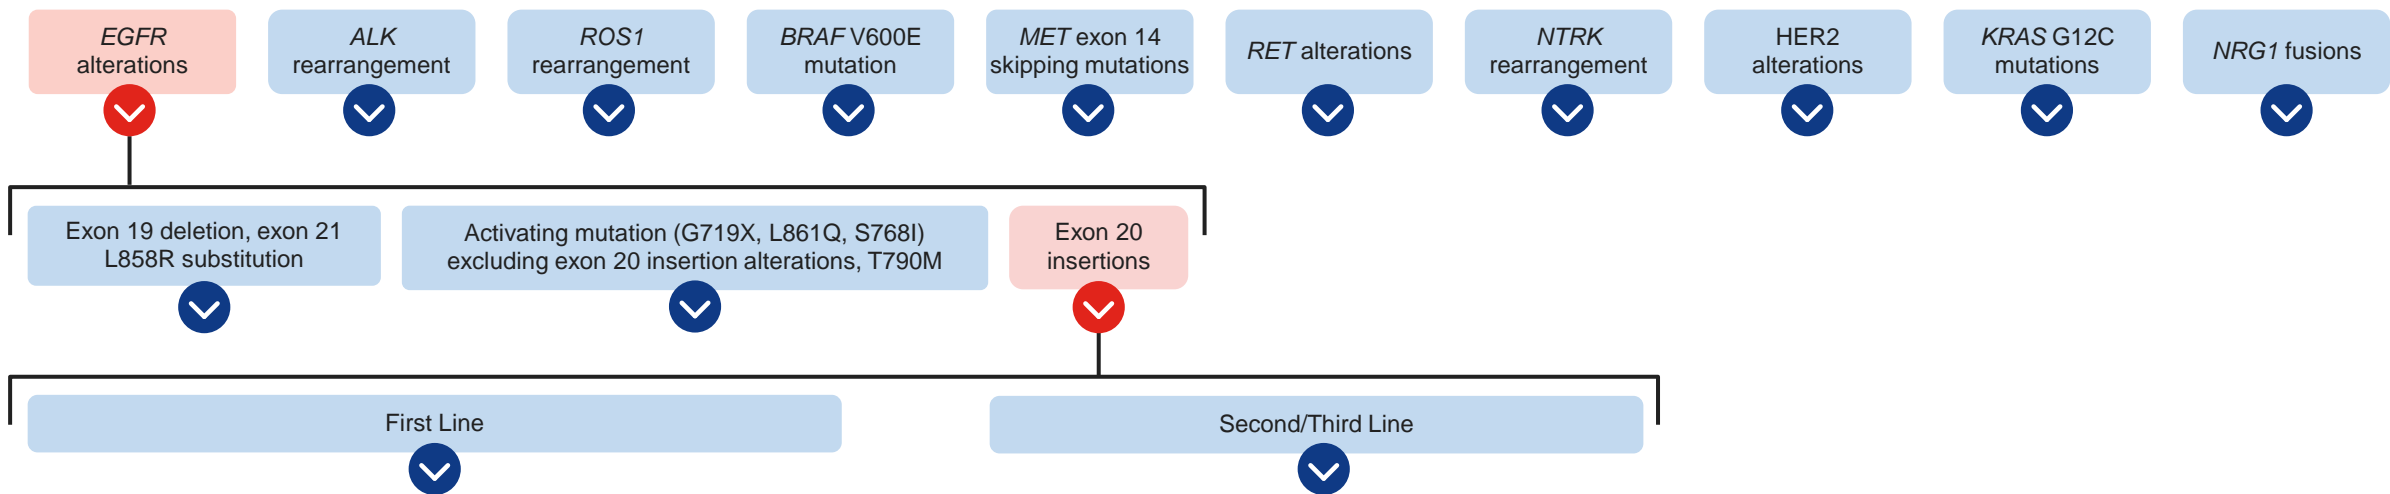 EGFR
alterations
ALK
rearrangement
ROS1
rearrangement
BRAF V600E
mutation
MET exon 14
skipping mutations
RET alterations
NTRK
rearrangement
HER2
alterations
KRAS G12C
mutations
NRG1 fusions
Exon 19 deletion, exon 21
L858R substitution
Activating mutation (G719X, L861Q, S768I)
excluding exon 20 insertion alterations, T790M
Exon 20
insertions
First Line
Second/Third Line